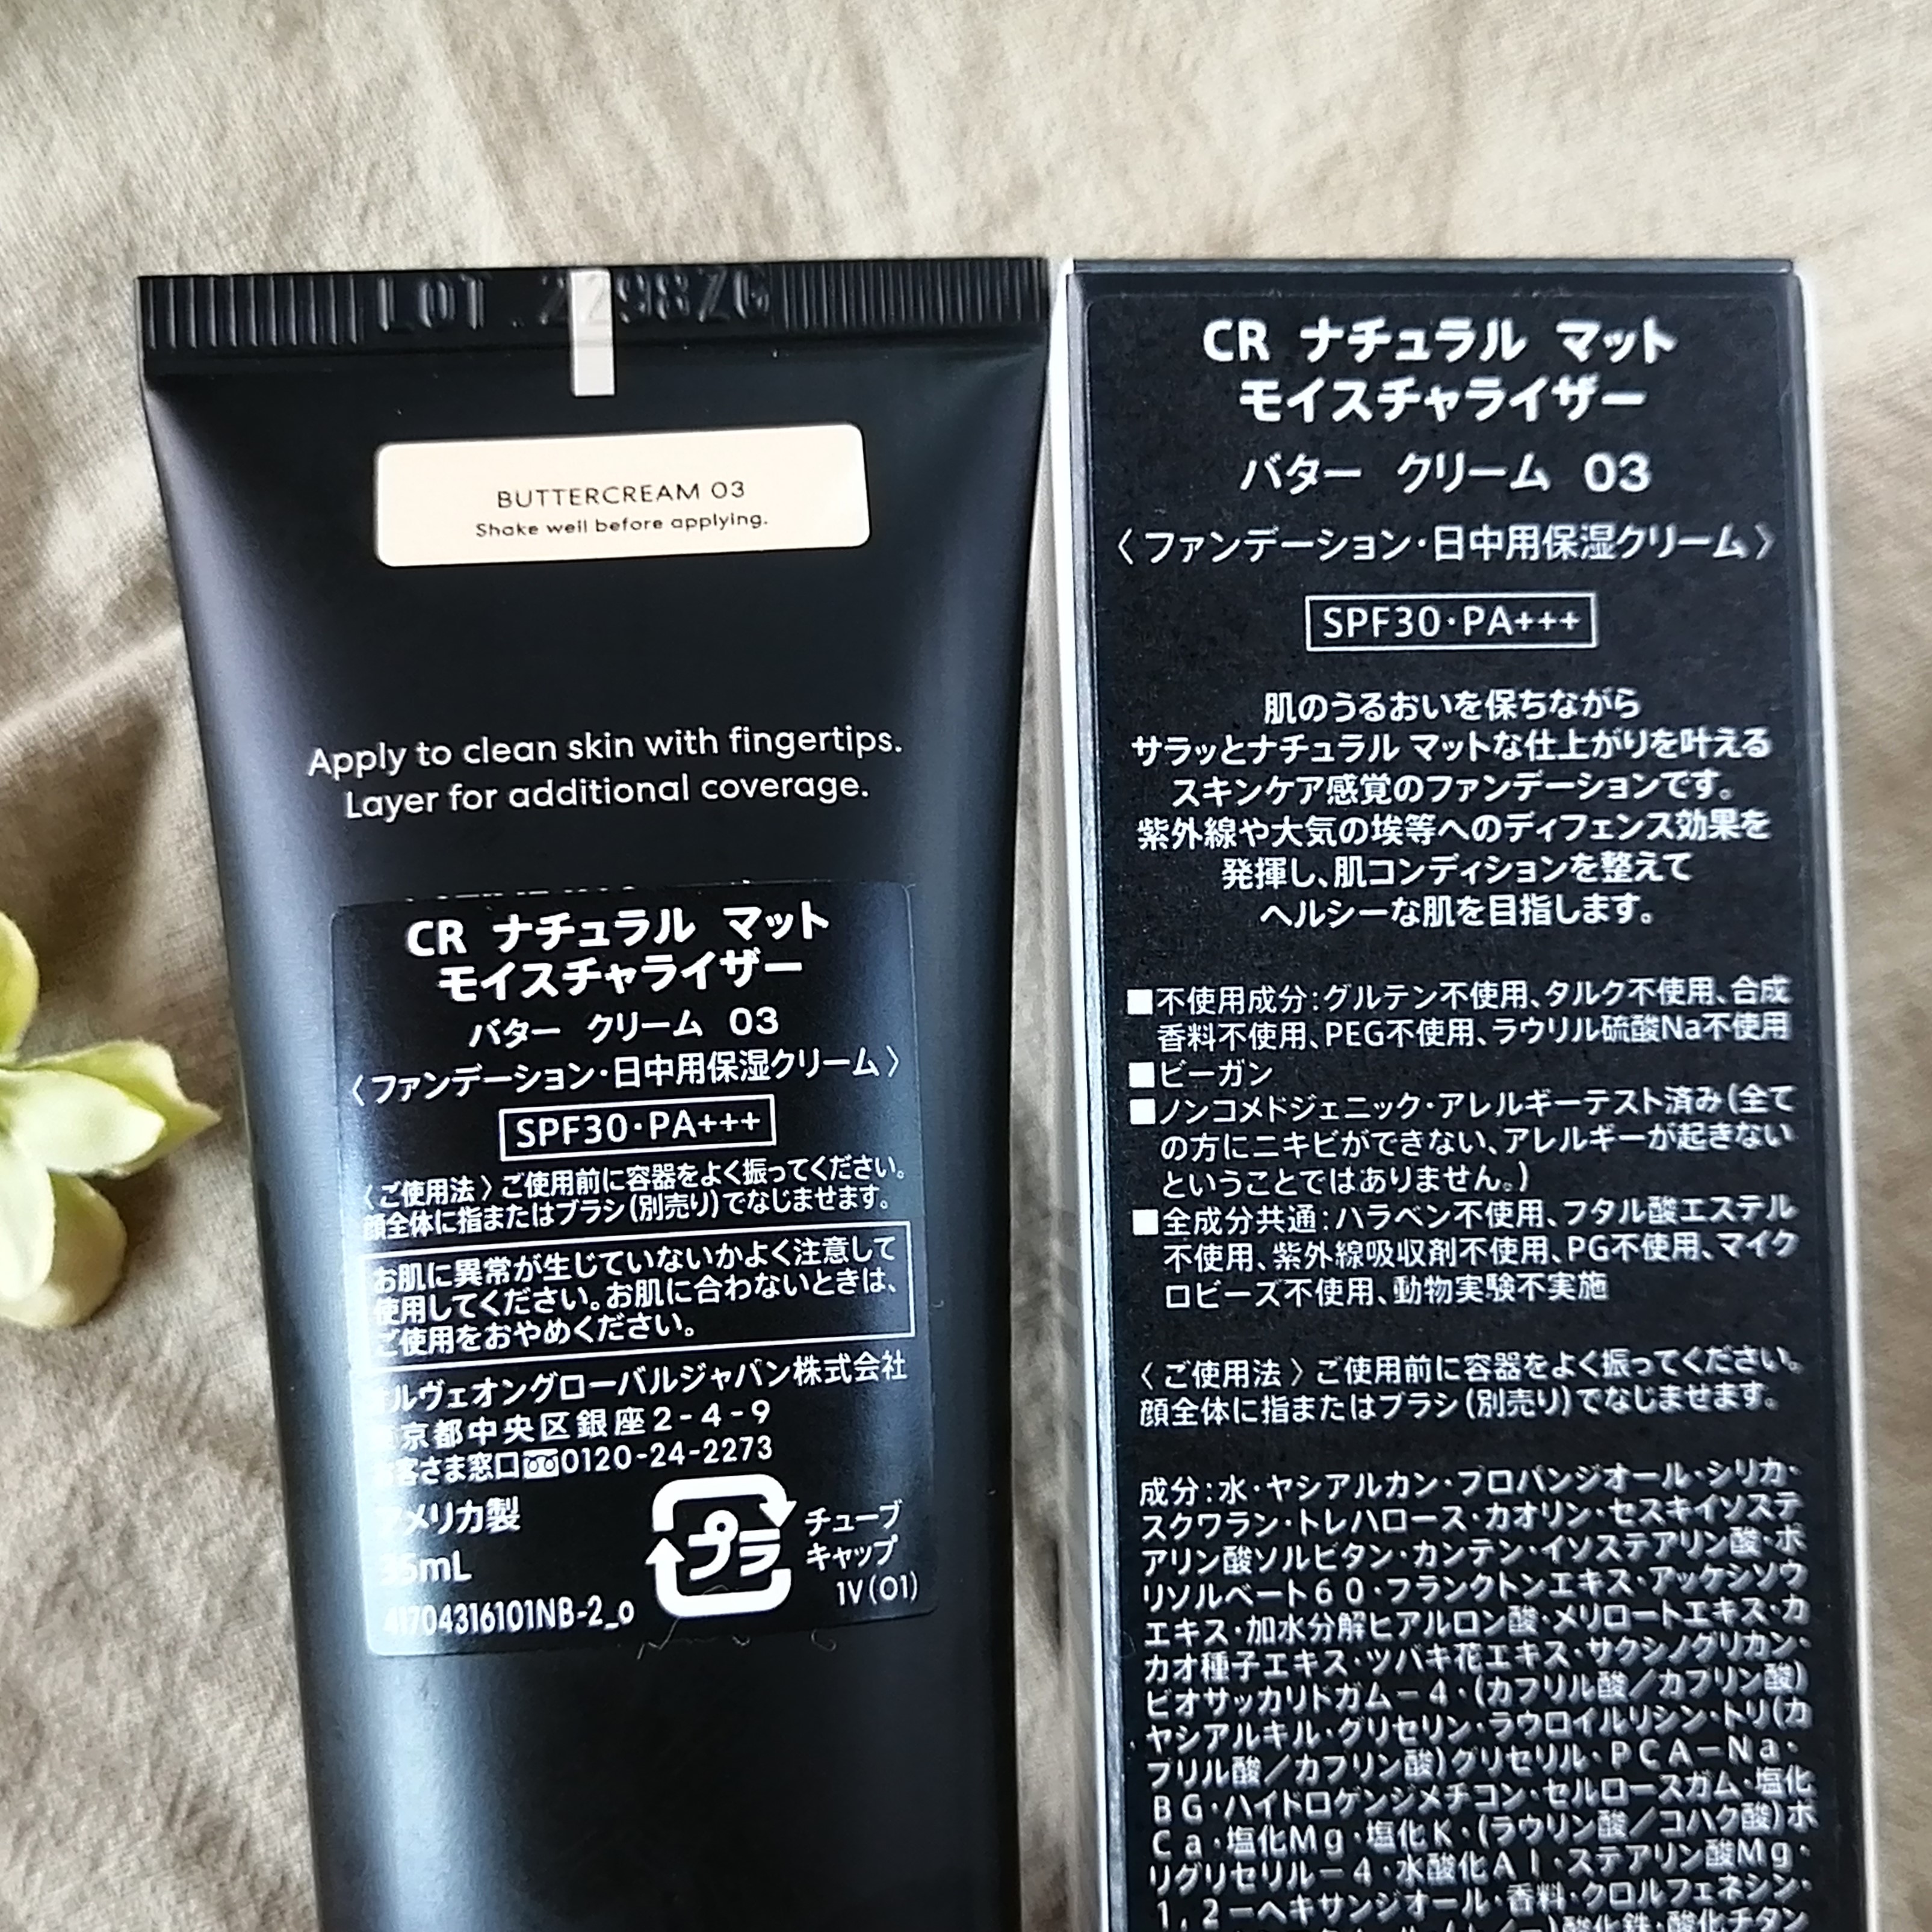 LOT. 2298ZG
BUTTERCREAM 03
Shake well before applying.
Apply to clean skin with fingertips.
Layer for additional coverage.
CR ナチュラル マット
モイスチャライザー
バター クリーム 03
〈ファンデーション・日中用保湿クリーム〉
SPF30・PA+++
〈ご使用法〉ご使用前に容器をよく振ってください。
顔全体に指またはブラシ(別売り)でなじませます。
お肌に異常が生じていないかよく注意して
使用してください。お肌に合わないときは、
ご使用をおやめください。
ルヴェオングローバルジャパン株式会社
京都中央区銀座2-4-9
客さま窓口 0120-24-2273
アメリカ製
35mL
41704316101NB-2_o
プラ
チューブ
キャップ
1V(01)
CR ナチュラル マット
モイスチャライザー
バター クリーム 03
〈ファンデーション・日中用保湿クリーム〉
SPF30・PA+++
肌のうるおいを保ちながら
サラッとナチュラル マットな仕上がりを叶える
スキンケア感覚のファンデーションです。
紫外線や大気の埃等へのディフェンス効果を
発揮し、肌コンディションを整えて
ヘルシーな肌を目指します。
■不使用成分:グルテン不使用、タルク不使用、合成
香料不使用、PEG不使用、ラウリル硫酸Na不使用
■ビーガン
■ノンコメドジェニック・アレルギーテスト済み(全て
の方にニキビができない、アレルギーが起きない
ということではありません。)
■全成分共通:パラベン不使用、フタル酸エステル
不使用、紫外線吸収剤不使用、PG不使用、マイク
ロビーズ不使用、動物実験不実施
〈ご使用法〉ご使用前に容器をよく振ってください。
顔全体に指またはブラシ(別売り)でなじませます。
成分:水・ヤシアルカン・プロパンジオール・シリカ・
スクワラン・トレハロース・カオリン・セスキイソステ
アリン酸ソルビタン・カンテン・イソステアリン酸・ポ
リソルベート60・フランクトンエキス・アッケシソウ
エキス・加水分解ヒアルロン酸・メリロートエキス・カ
カオ種子エキス・ツバキ花エキス・サクシノグリカン・
ビオサッカリドガム-4・(カプリル酸/カプリン酸)
ヤシアルキル・グリセリン・ラウロイルリシン・トリ(カ
プリル酸/カプリン酸)グリセリル・PCA-Na・
BG・ハイドロゲンジメチコン・セルロースガム・塩化
Ca・塩化Mg・塩化K・(ラウリン酸/コハク酸)ポ
リグリセリル-4・水酸化Al・ステアリン酸Mg・
1,2-ヘキサンジオール・香料・クロルフェネシン・
酸化鉄・酸化チタン